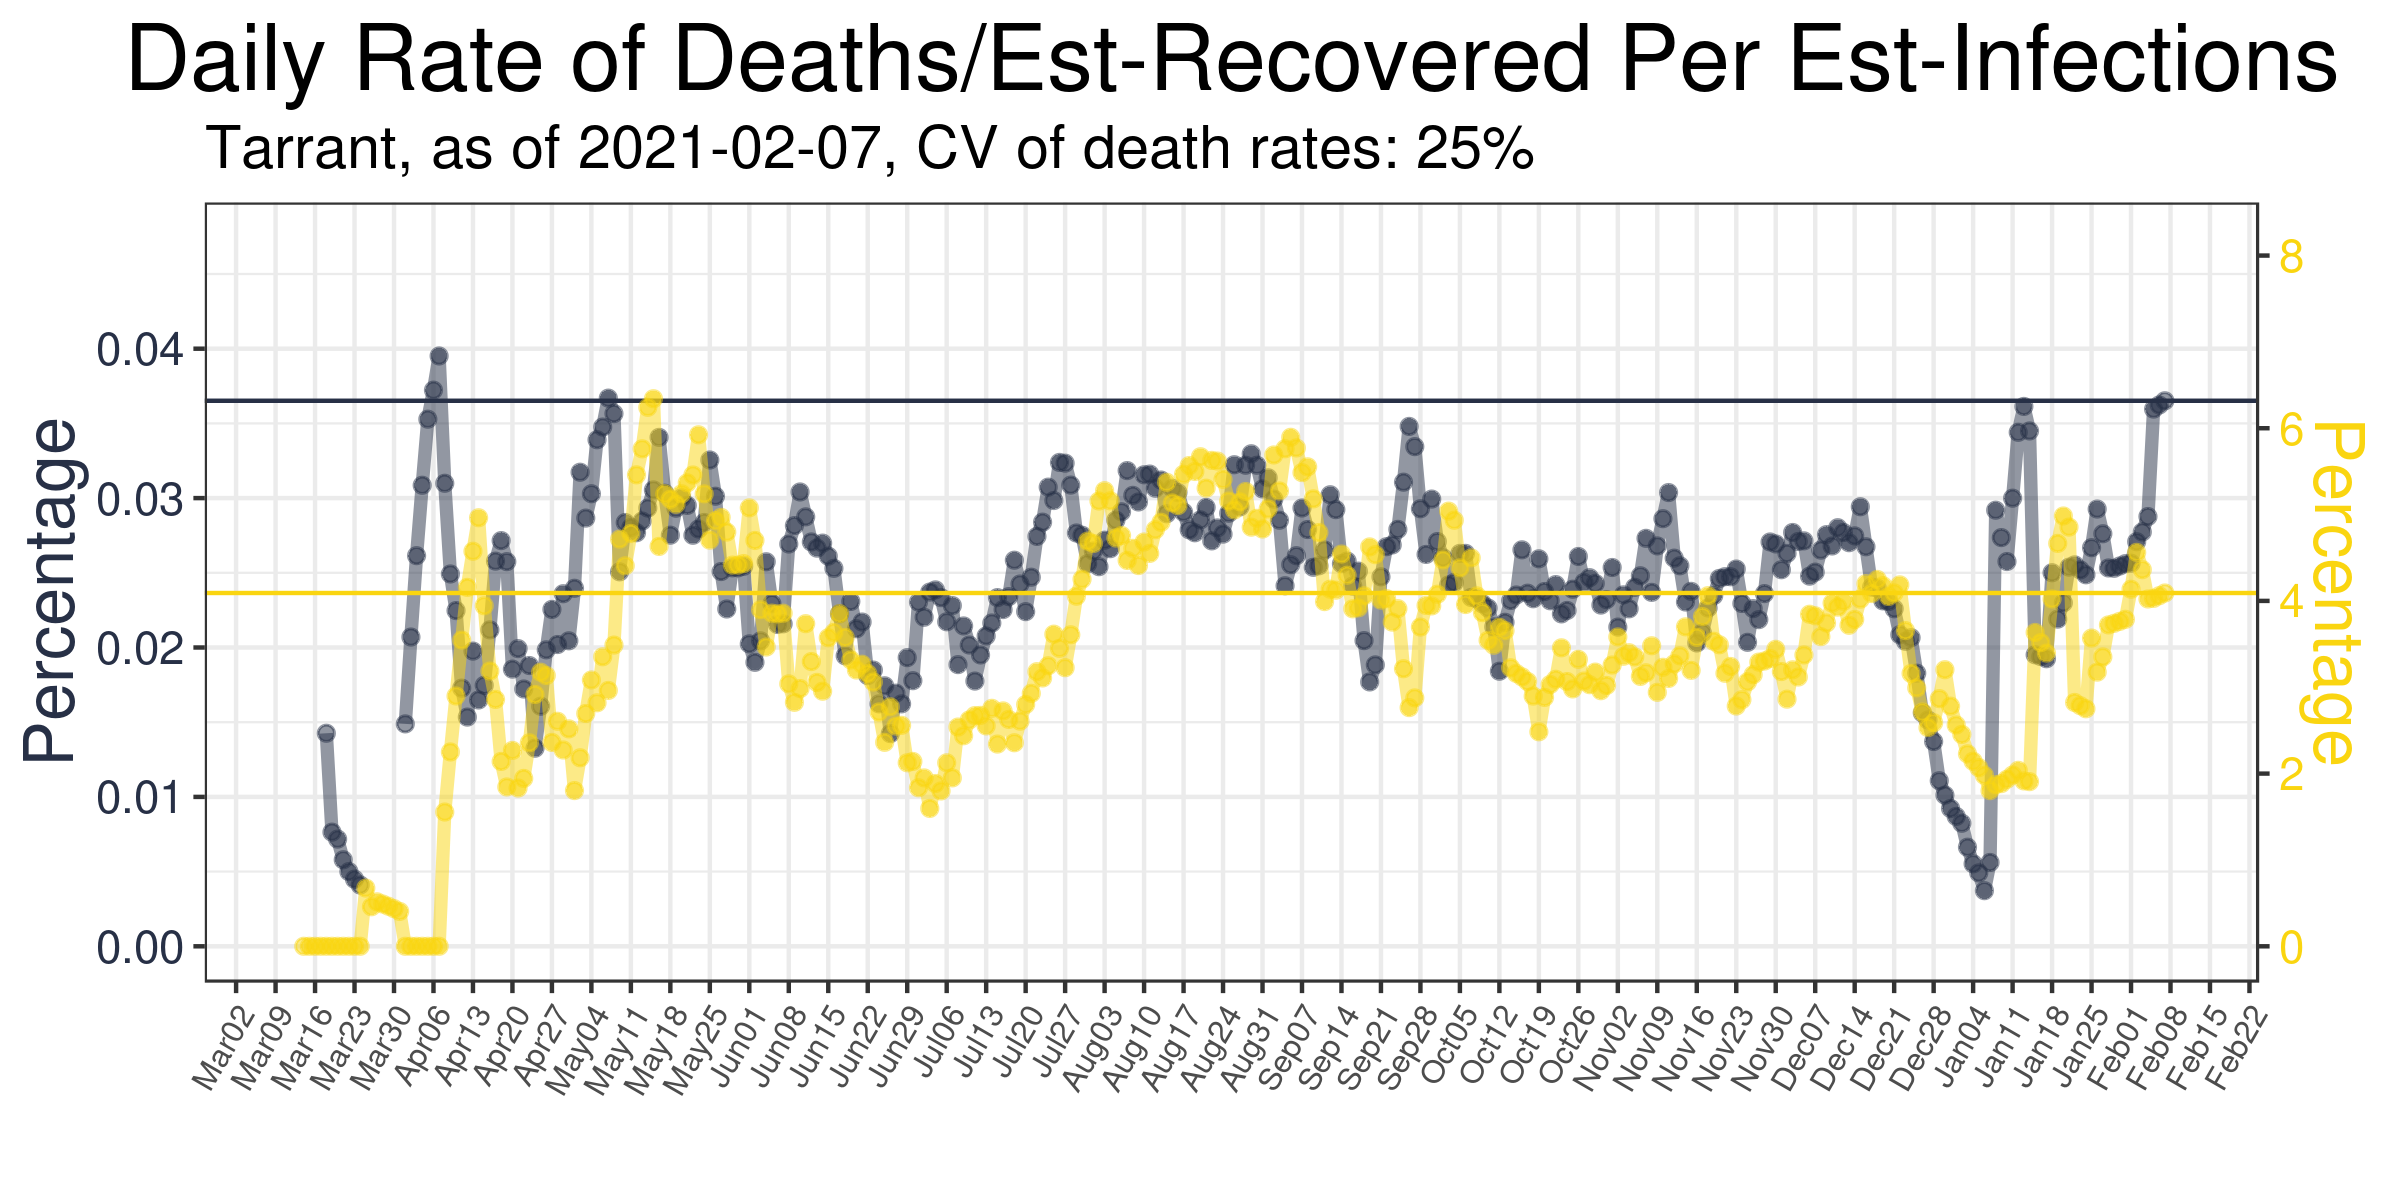 Daily Rate of Deaths/Est-Recovered Per Est-Infections
Tarrant, as of 2021-02-07, CV of death rates: 25%
Percentage
0.04
0.03
0.02
0.01
0.00
8
6
4
2
0
Percentage
Mar02
Mar09
Mar16
Mar23
Mar30
Apr06
Apr13
Apr20
Apr27
May04
May11
May18
May25
Jun01
Jun08
Jun15
Jun22
Jun29
Jul06
Jul13
Jul20
Jul27
Aug03
Aug10
Aug17
Aug24
Aug31
Sep07
Sep14
Sep21
Sep28
Oct05
Oct12
Oct19
Oct26
Nov02
Nov09
Nov16
Nov23
Nov30
Dec07
Dec14
Dec21
Dec28
Jan04
Jan11
Jan18
Jan25
Feb01
Feb08
Feb15
Feb22